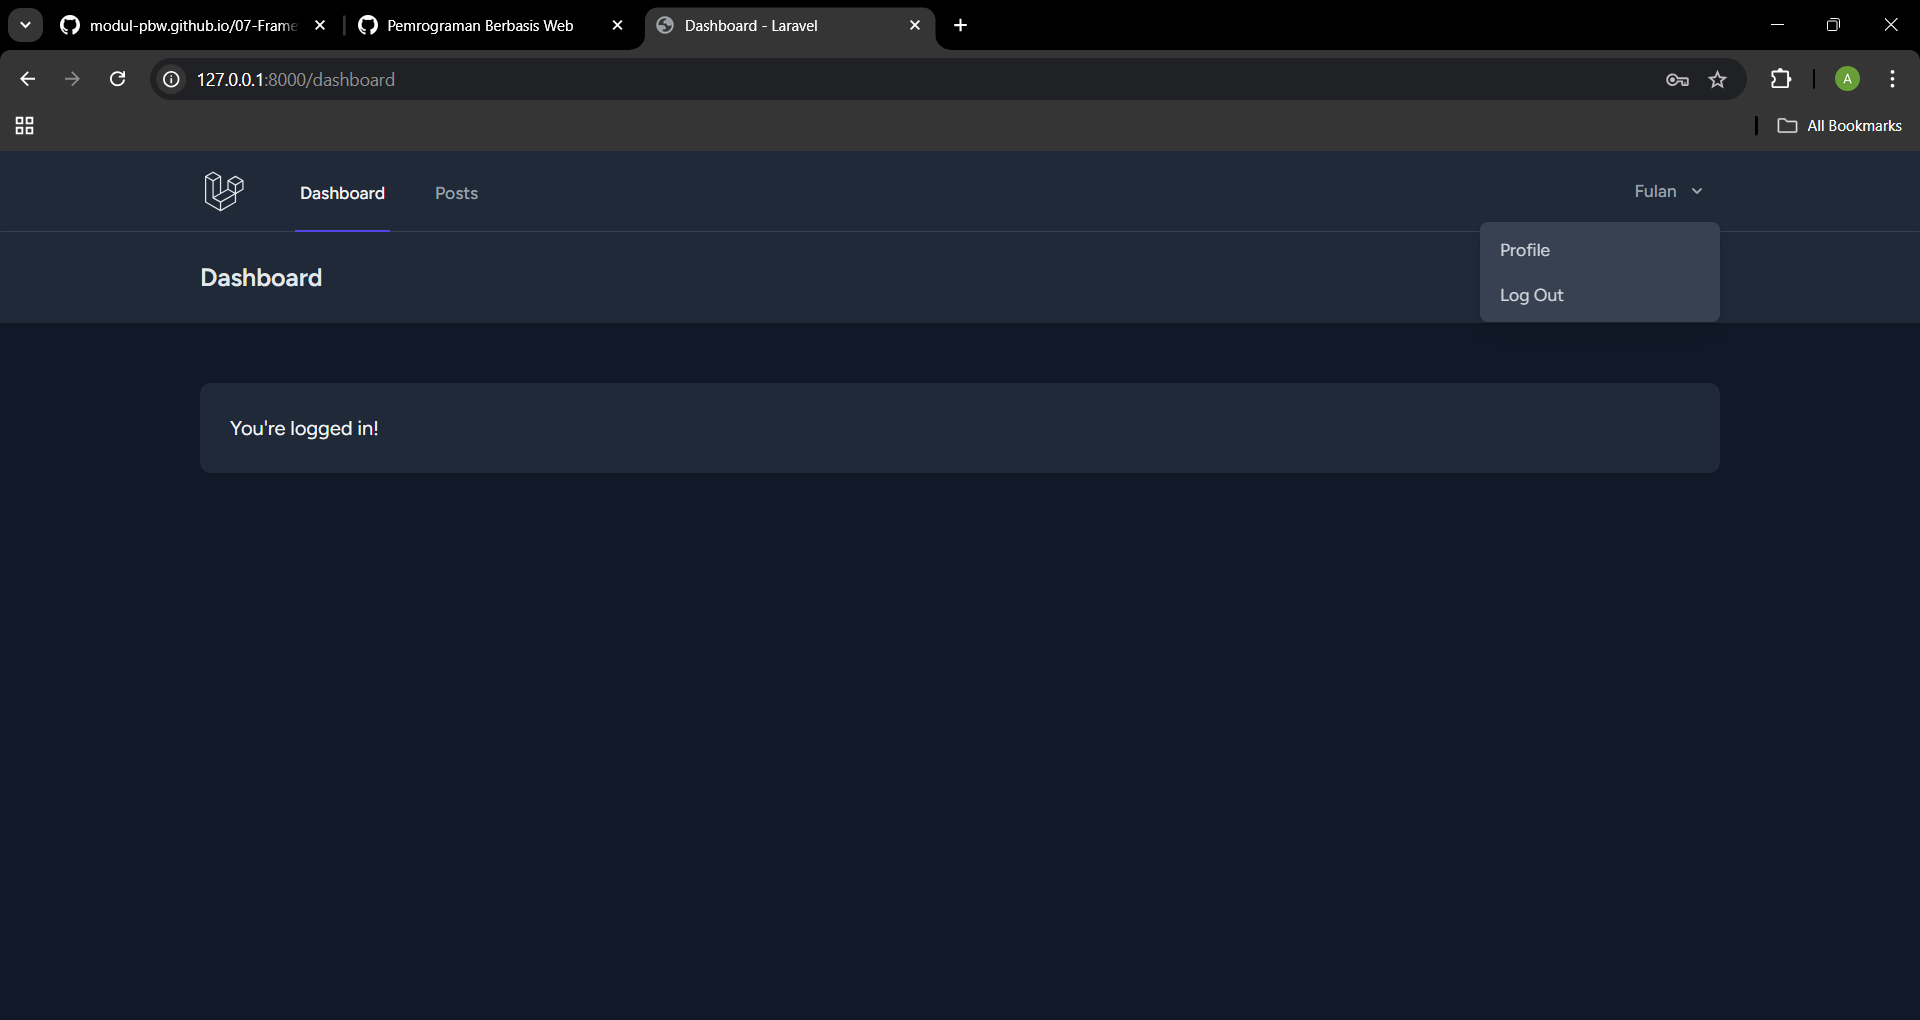 modul-pbw.github.io/07-Frame
Pemrograman Berbasis Web
Dashboard - Laravel
127.0.0.1:8000/dashboard
A
All Bookmarks
Dashboard
Posts
Fulan
Profile
Log Out
Dashboard
You're logged in!